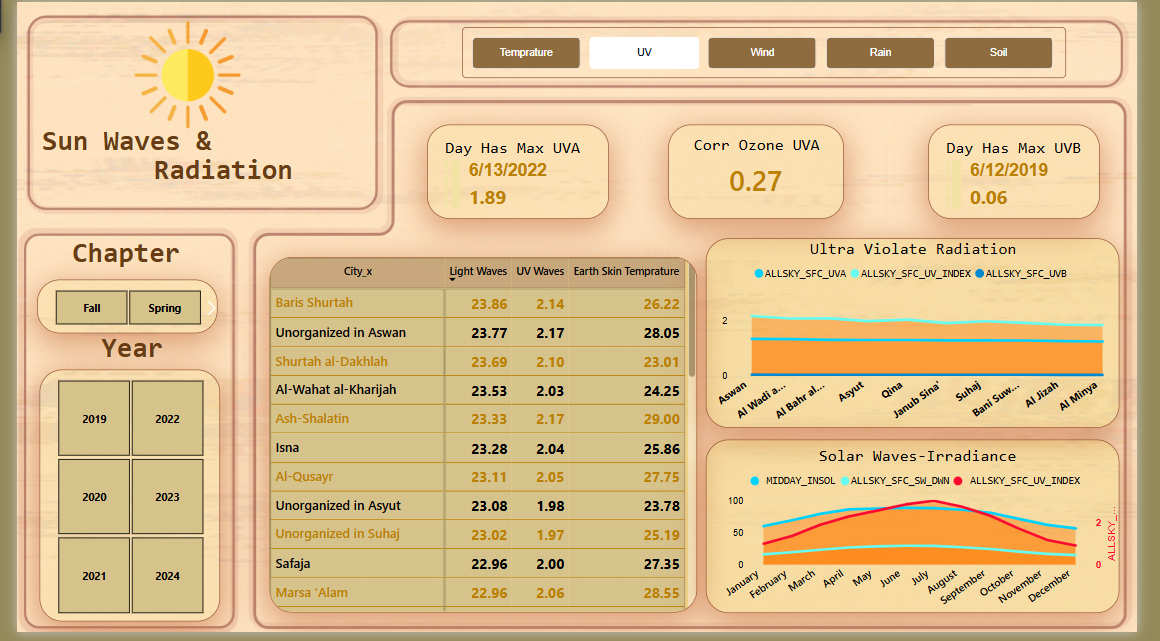 Temprature UV Wind Rain Soil
Sun Waves &
Radiation
Day Has Max UVA
6/13/2022
1.89
Corr Ozone UVA
0.27
Day Has Max UVB
6/12/2019
0.06
Chapter
Fall Spring
Year
2019 2022
2020 2023
2021 2024
City_x Light Waves UV Waves Earth Skin Temprature
Baris Shurtah 23.86 2.14 26.22
Unorganized in Aswan 23.77 2.17 28.05
Shurtah al-Dakhlah 23.69 2.10 23.01
Al-Wahat al-Kharijah 23.53 2.03 24.25
Ash-Shalatin 23.33 2.17 29.00
Isna 23.28 2.04 25.86
Al-Qusayr 23.11 2.05 27.75
Unorganized in Asyut 23.08 1.98 23.78
Unorganized in Suhaj 23.02 1.97 25.19
Safaja 22.96 2.00 27.35
Marsa 'Alam 22.96 2.06 28.55
Ultra Violate Radiation
ALLSKY_SFC_UVA ALLSKY_SFC_UV_INDEX ALLSKY_SFC_UVB
2
0
Aswan Al Wadi a... Al Bahr al... Asyut Qina Janub Sina' Suhaj Bani Suw... Al Jizah Al Minya
Solar Waves-Irradiance
MIDDAY_INSOL ALLSKY_SFC_SW_DWN ALLSKY_SFC_UV_INDEX
100
50 2
0 0
ALLSKY_...
January February March April May June July August September October November December